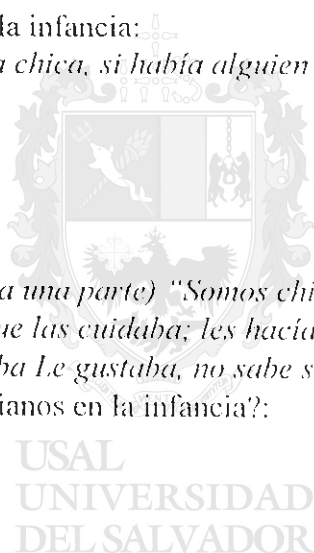 la infancia:
a chica, si había alguien
a una parte) "Somos chi
ue las cuidaba; les hacía
ba Le gustaba, no sabe s
ianos en la infancia?:
USAL
UNIVERSIDAD
DEL SALVADOR